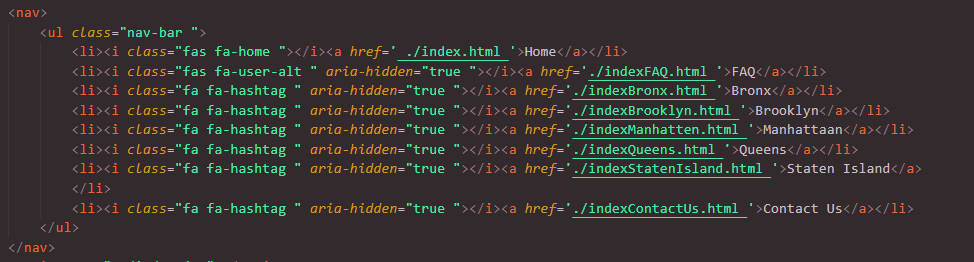 <nav>
<ul class="nav-bar ">
<li><i class="fas fa-home "></i><a href=' ./index.html '>Home</a></li>
<li><i class="fas fa-user-alt " aria-hidden="true "></i><a href='./indexFAQ.html '>FAQ</a></li>
<li><i class="fa fa-hashtag " aria-hidden="true "></i><a href='./indexBronx.html '>Bronx</a></li>
<li><i class="fa fa-hashtag " aria-hidden="true "></i><a href='./indexBrooklyn.html '>Brooklyn</a></li>
<li><i class="fa fa-hashtag " aria-hidden="true "></i><a href='./indexManhatten.html '>Manhattaan</a></li>
<li><i class="fa fa-hashtag " aria-hidden="true "></i><a href='./indexQueens.html '>Queens</a></li>
<li><i class="fa fa-hashtag " aria-hidden="true "></i><a href='./indexStatenIsland.html '>Staten Island</a>
</li>
<li><i class="fa fa-hashtag " aria-hidden="true "></i><a href='./indexContactUs.html '>Contact Us</a></li>
</ul>
</nav>